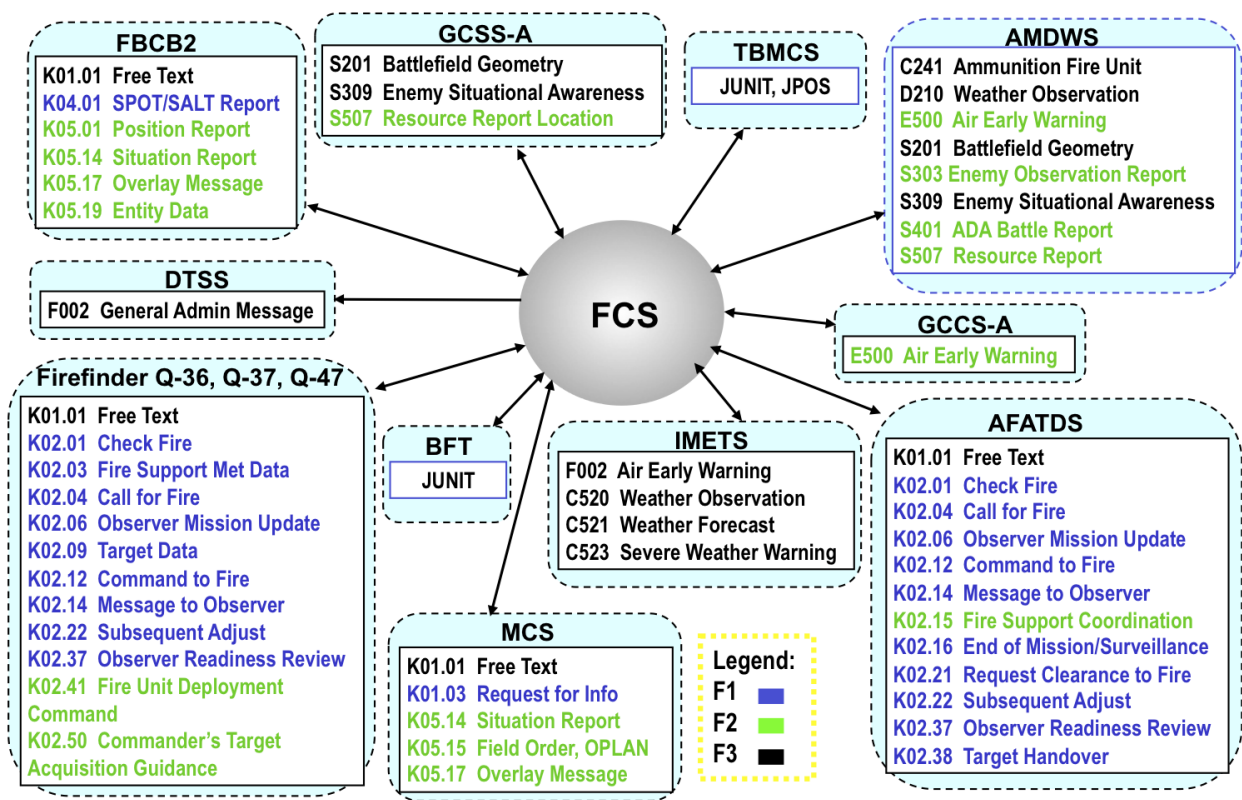 FBCB2
K01.01 Free Text
K04.01 SPOT/SALT Report
K05.01 Position Report
K05.14 Situation Report
K05.17 Overlay Message
K05.19 Entity Data
GCSS-A
S201 Battlefield Geometry
S309 Enemy Situational Awareness
S507 Resource Report Location
TBMCS
JUNIT, JPOS
AMDWS
C241 Ammunition Fire Unit
D210 Weather Observation
E500 Air Early Warning
S201 Battlefield Geometry
S303 Enemy Observation Report
S309 Enemy Situational Awareness
S401 ADA Battle Report
S507 Resource Report
DTSS
F002 General Admin Message
FCS
GCCS-A
E500 Air Early Warning
Firefinder Q-36, Q-37, Q-47
K01.01 Free Text
K02.01 Check Fire
K02.03 Fire Support Met Data
K02.04 Call for Fire
K02.06 Observer Mission Update
K02.09 Target Data
K02.12 Command to Fire
K02.14 Message to Observer
K02.22 Subsequent Adjust
K02.37 Observer Readiness Review
K02.41 Fire Unit Deployment
Command
K02.50 Commander's Target
Acquisition Guidance
BFT
JUNIT
IMETS
F002 Air Early Warning
C520 Weather Observation
C521 Weather Forecast
C523 Severe Weather Warning
AFATDS
K01.01 Free Text
K02.01 Check Fire
K02.04 Call for Fire
K02.06 Observer Mission Update
K02.12 Command to Fire
K02.14 Message to Observer
K02.15 Fire Support Coordination
K02.16 End of Mission/Surveillance
K02.21 Request Clearance to Fire
K02.22 Subsequent Adjust
K02.37 Observer Readiness Review
K02.38 Target Handover
MCS
K01.01 Free Text
K01.03 Request for Info
K05.14 Situation Report
K05.15 Field Order, OPLAN
K05.17 Overlay Message
Legend:
F1
F2
F3